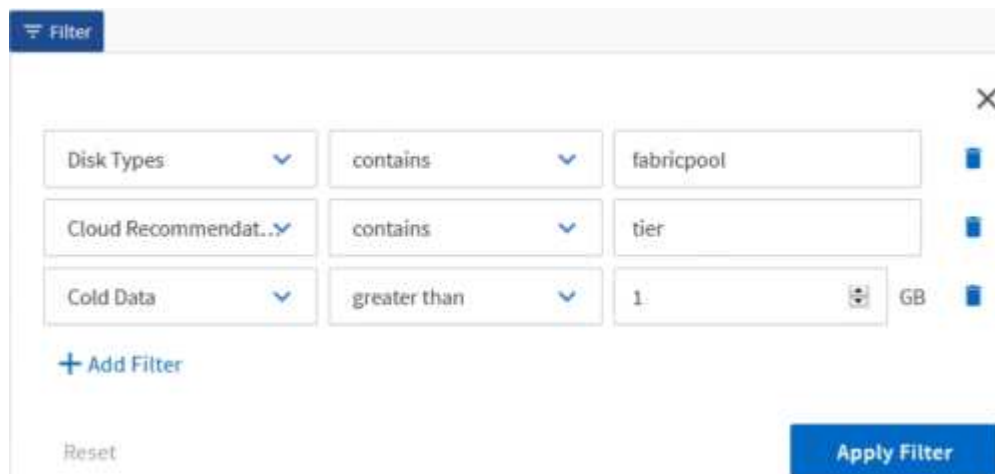 Filter
Disk Types contains fabricpool
Cloud Recommendat... contains tier
Cold Data greater than 1 GB
+ Add Filter
Reset Apply Filter